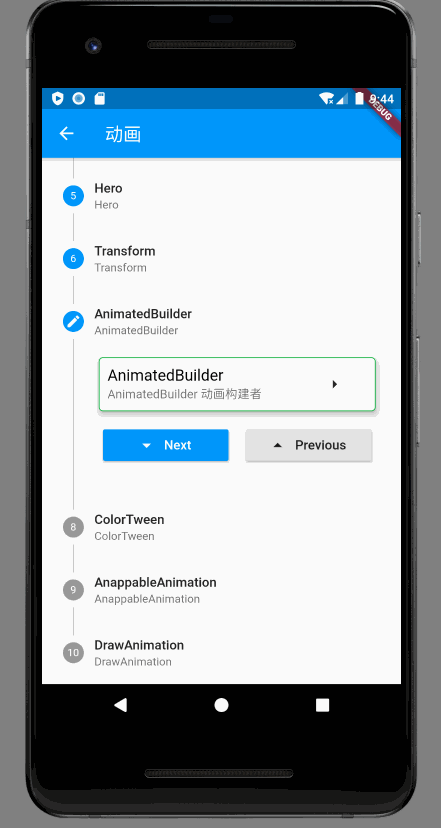 9:44
DEBUG
动画
5
Hero
Hero
6
Transform
Transform
AnimatedBuilder
AnimatedBuilder
AnimatedBuilder
AnimatedBuilder 动画构建者
Next
Previous
8
ColorTween
ColorTween
9
AnappableAnimation
AnappableAnimation
10
DrawAnimation
DrawAnimation